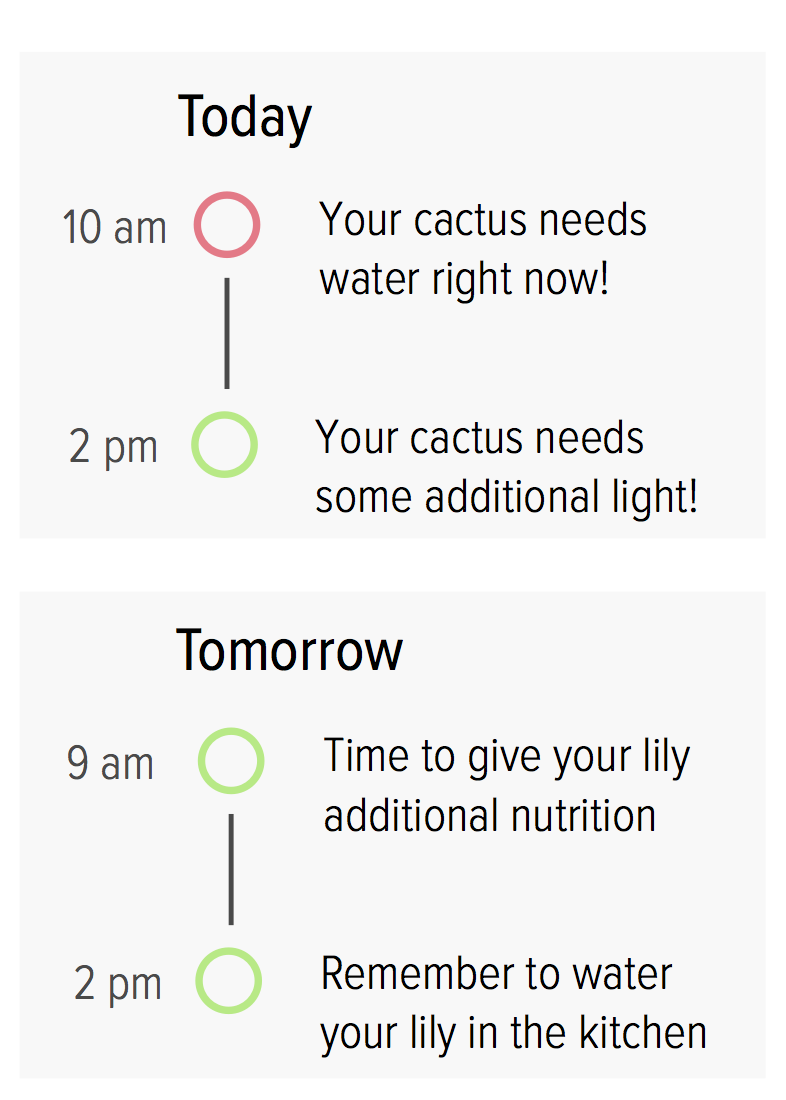 Today
10 am
Your cactus needs
water right now!
2 pm
Your cactus needs
some additional light!
Tomorrow
9 am
Time to give your lily
additional nutrition
2 pm
Remember to water
your lily in the kitchen